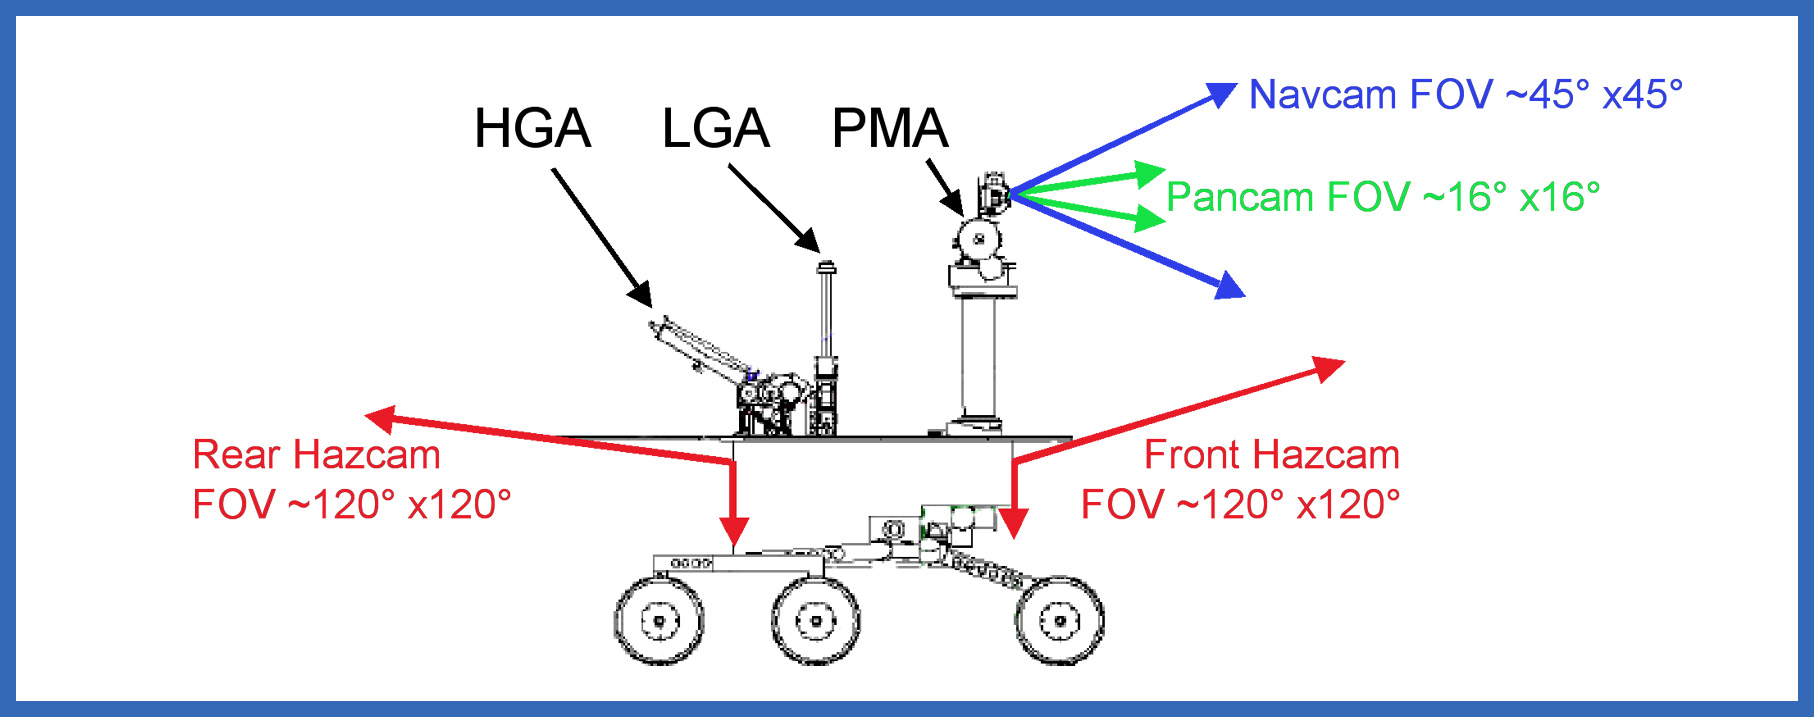 HGA
LGA
PMA
Navcam FOV ~45° x45°
Pancam FOV ~16° x16°
Rear Hazcam
FOV ~120° x120°
Front Hazcam
FOV ~120° x120°